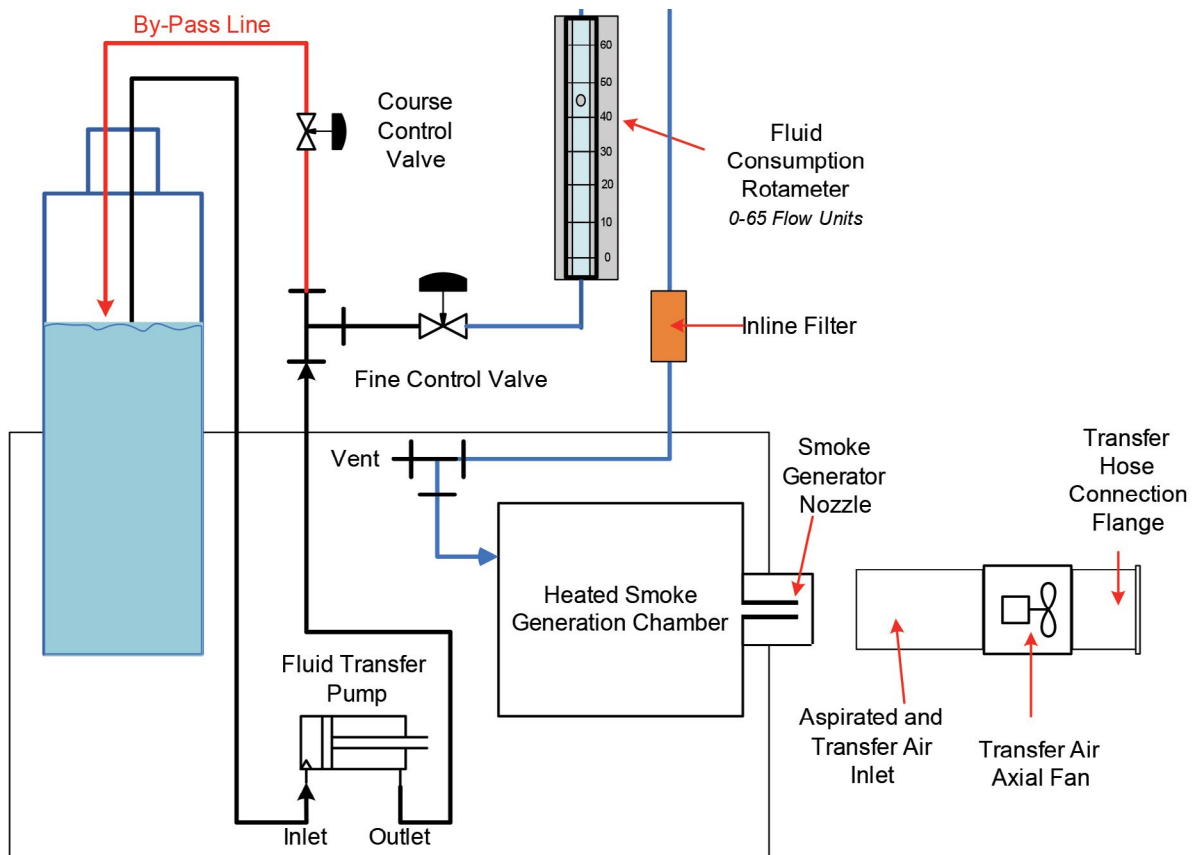 By-Pass Line
Course
Control
Valve
60
50
40
30
20
10
0
Fluid
Consumption
Rotameter
0-65 Flow Units
Inline Filter
Fine Control Valve
Vent
Smoke
Generator
Nozzle
Transfer
Hose
Connection
Flange
Heated Smoke
Generation Chamber
Fluid Transfer
Pump
Inlet
Outlet
Aspirated and
Transfer Air
Inlet
Transfer Air
Axial Fan